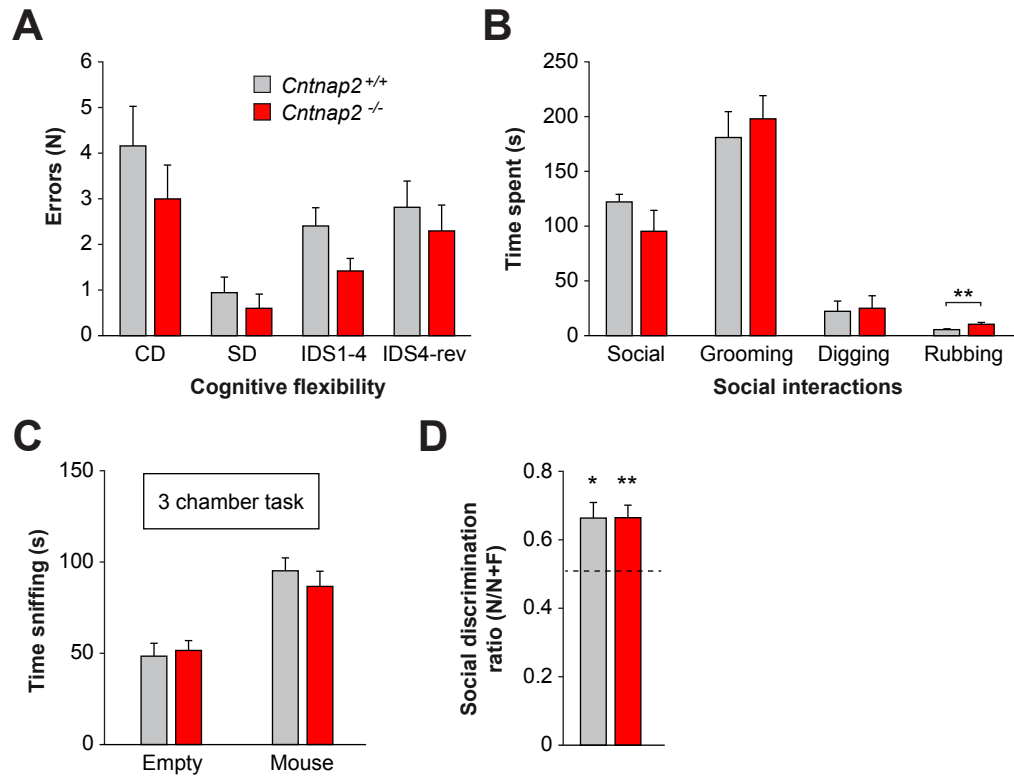 A
6
5
4
3
2
1
0
Errors (N)
Cntnap2 +/+
Cntnap2 -/-
CD SD IDS1-4 IDS4-rev
Cognitive flexibility
B
250
200
150
100
50
0
Time spent (s)
**
Social Grooming Digging Rubbing
Social interactions
C
150
100
50
0
Time sniffing (s)
3 chamber task
Empty Mouse
D
0.8
0.6
0.4
0.2
0
Social discrimination
ratio (N/N+F)
* **